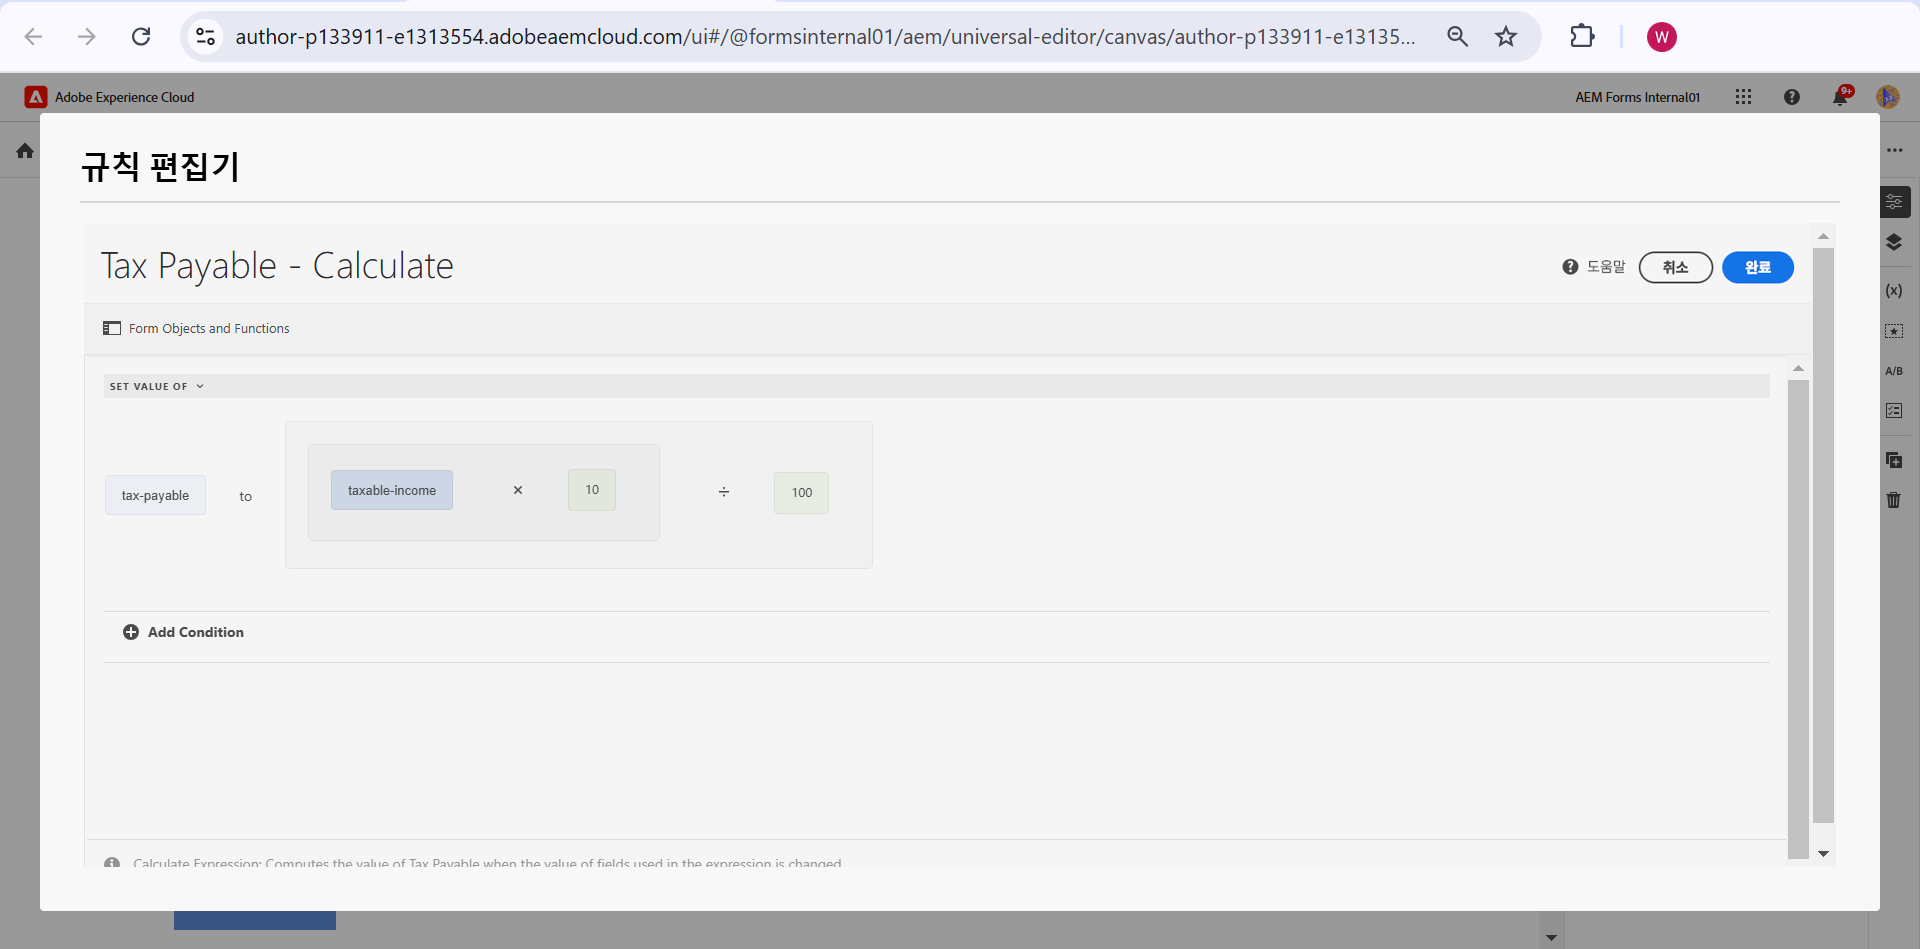 author-p133911-e1313554.adobeaemcloud.com/ui#/@formsinternal01/aem/universal-editor/canvas/author-p133911-e13135...
W
Adobe Experience Cloud
AEM Forms Internal01
9+
규칙 편집기
Tax Payable - Calculate
도움말
취소
완료
Form Objects and Functions
(x)
A/B
SET VALUE OF
tax-payable to taxable-income × 10 ÷ 100
Add Condition
Calculate Expression: Computes the value of Tax Payable when the value of fields used in the expression is changed